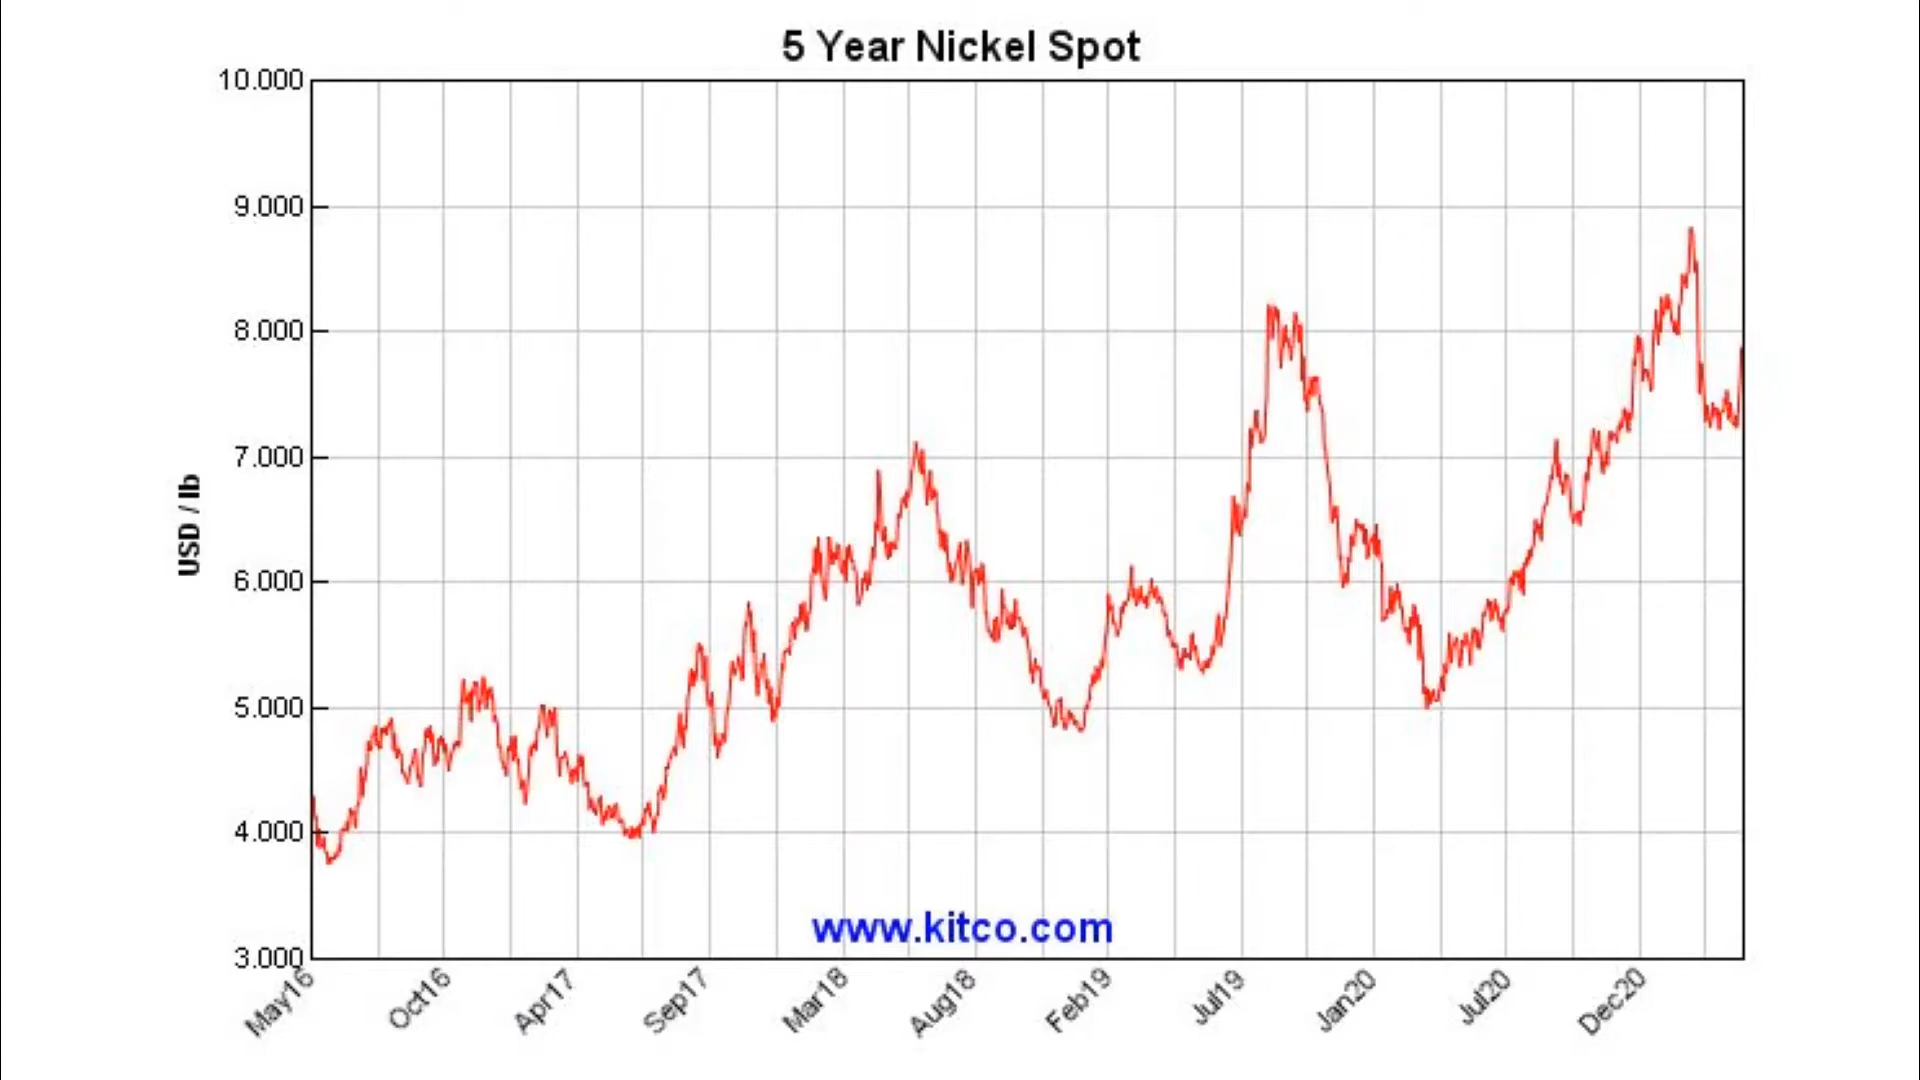 5 Year Nickel Spot
10.000
9.000
8.000
7.000
6.000
5.000
4.000
3.000
USD / lb
www.kitco.com
May16
Oct16
Apr17
Sep17
Mar18
Aug18
Feb19
Jul19
Jan20
Jul20
Dec20